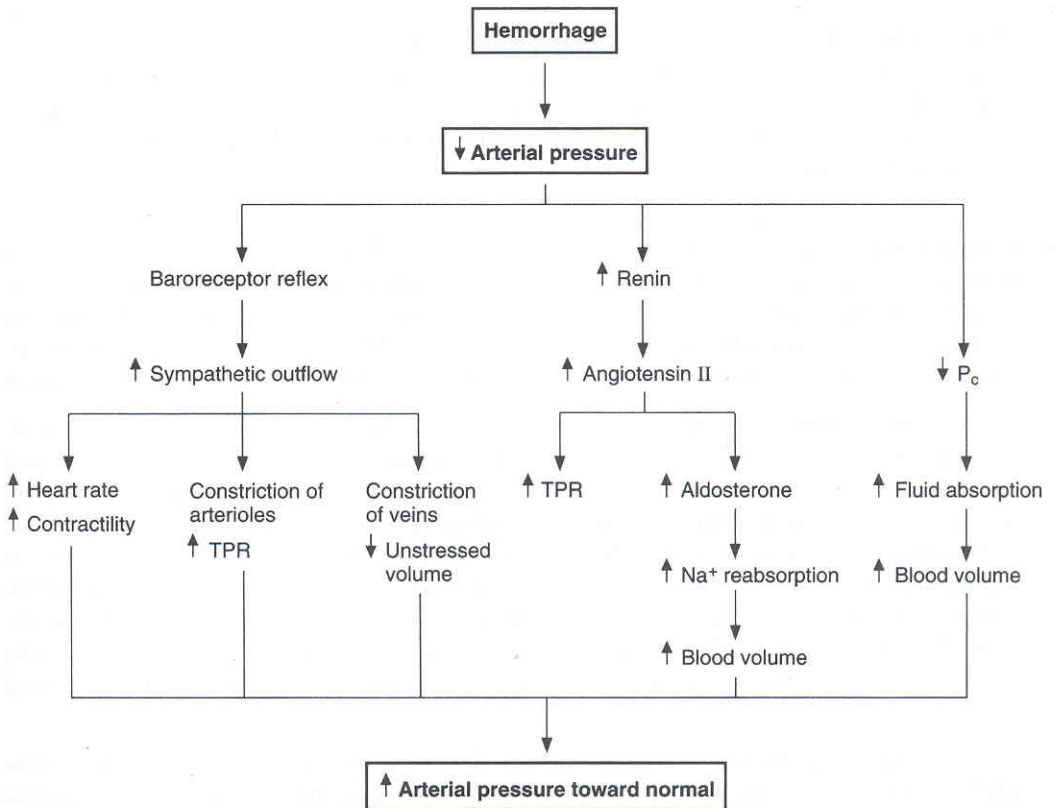 Hemorrhage
↓ Arterial pressure
Baroreceptor reflex
↑ Renin
↑ Sympathetic outflow
↑ Angiotensin II
↓ Pc
↑ Heart rate
↑ Contractility
Constriction of
arterioles
↑ TPR
Constriction
of veins
↓ Unstressed
volume
↑ TPR
↑ Aldosterone
↑ Fluid absorption
↑ Na⁺ reabsorption
↑ Blood volume
↑ Blood volume
↑ Arterial pressure toward normal